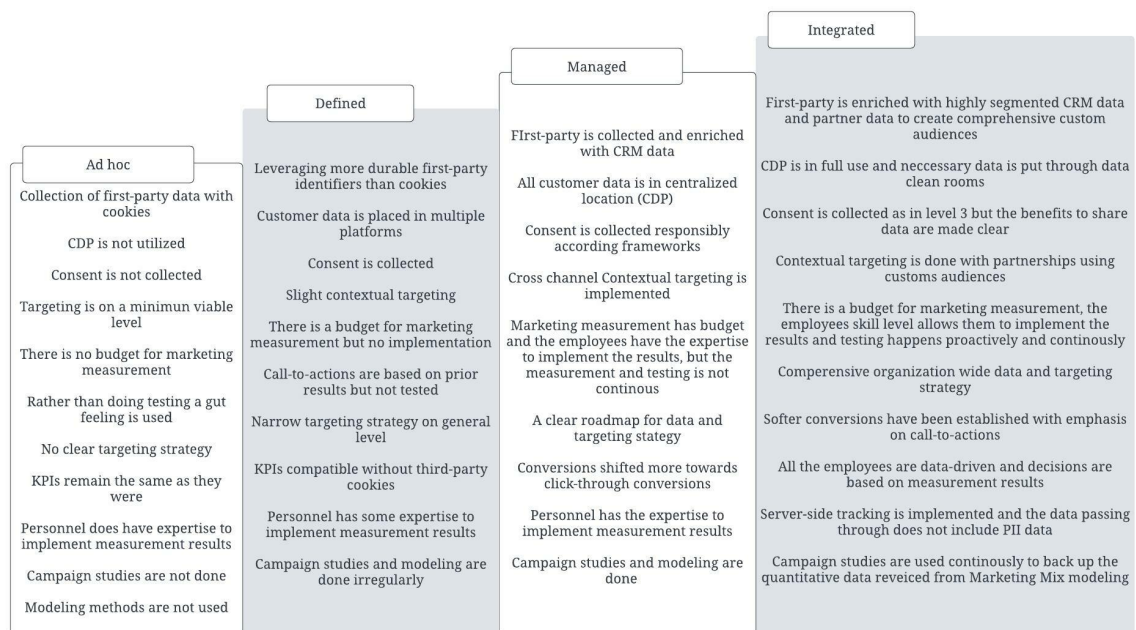 Ad hoc
Collection of first-party data with
cookies
CDP is not utilized
Consent is not collected
Targeting is on a minimun viable
level
There is no budget for marketing
measurement
Rather than doing testing a gut
feeling is used
No clear targeting strategy
KPIs remain the same as they
were
Personnel does have expertise to
implement measurement results
Campaign studies are not done
Modeling methods are not used
Defined
Leveraging more durable first-party
identifiers than cookies
Customer data is placed in multiple
platforms
Consent is collected
Slight contextual targeting
There is a budget for marketing
measurement but no implementation
Call-to-actions are based on prior
results but not tested
Narrow targeting strategy on general
level
KPIs compatible without third-party
cookies
Personnel has some expertise to
implement measurement results
Campaign studies and modeling are
done irregularly
Managed
FIrst-party is collected and enriched
with CRM data
All customer data is in centralized
location (CDP)
Consent is collected responsibly
according frameworks
Cross channel Contextual targeting is
implemented
Marketing measurement has budget
and the employees have the expertise
to implement the results, but the
measurement and testing is not
continous
A clear roadmap for data and
targeting stategy
Conversions shifted more towards
click-through conversions
Personnel has the expertise to
implement measurement results
Campaign studies and modeling are
done
Integrated
First-party is enriched with highly segmented CRM data
and partner data to create comprehensive custom
audiences
CDP is in full use and neccessary data is put through data
clean rooms
Consent is collected as in level 3 but the benefits to share
data are made clear
Contextual targeting is done with partnerships using
customs audiences
There is a budget for marketing measurement, the
employees skill level allows them to implement the
results and testing happens proactively and continously
Comperensive organization wide data and targeting
strategy
Softer conversions have been established with emphasis
on call-to-actions
All the employees are data-driven and decisions are
based on measurement results
Server-side tracking is implemented and the data passing
through does not include PII data
Campaign studies are used continously to back up the
quantitative data reveiced from Marketing Mix modeling